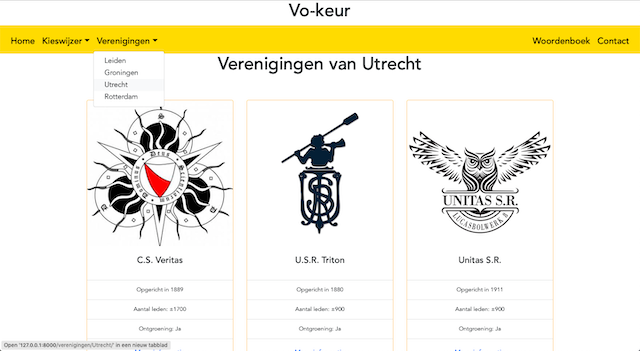 Vo-keur
Home Kieswijzer Verenigingen Woordenboek Contact
Leiden
Groningen
Utrecht
Rotterdam
Verenigingen van Utrecht
UNITAS S.R.
LUCASBOLWERK 8
C.S. Veritas
U.S.R. Triton
Unitas S.R.
Opgericht in 1889
Opgericht in 1880
Opgericht in 1911
Aantal leden: ±1700
Aantal leden: ±900
Aantal leden: ±900
Ontgroening: Ja
Ontgroening: Ja
Ontgroening: Ja
Open "127.0.0.1:8000/verenigingen/Utrecht/" in een nieuw tabblad